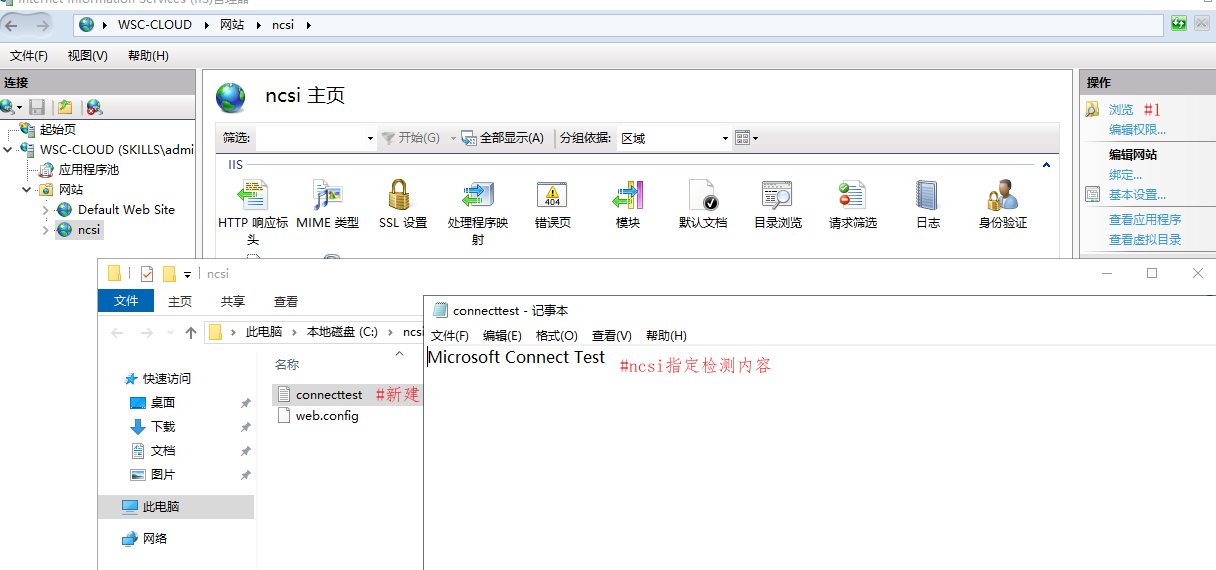 Internet Information Services (IIS)管理器
WSC-CLOUD 网站 ncsi
文件(F) 视图(V) 帮助(H)
连接
起始页
WSC-CLOUD (SKILLS\admi
应用程序池
网站
Default Web Site
ncsi
ncsi 主页
筛选: 开始(G) 全部显示(A) 分组依据: 区域
IIS
404
HTTP 响应标头
MIME 类型
SSL 设置
处理程序映射
错误页
模块
默认文档
目录浏览
请求筛选
日志
身份验证
操作
浏览 #1
编辑权限...
编辑网站
绑定...
基本设置...
查看应用程序
查看虚拟目录
ncsi
文件 主页 共享 查看
此电脑 本地磁盘 (C:) ncsi
快速访问
桌面
下载
文档
图片
此电脑
网络
名称
connecttest #新建
web.config
connecttest - 记事本
文件(F) 编辑(E) 格式(O) 查看(V) 帮助(H)
Microsoft Connect Test #ncsi指定检测内容